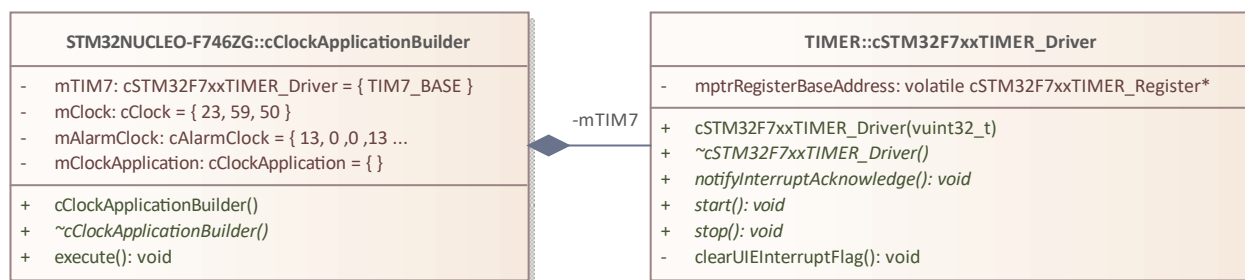 STM32NUCLEO-F746ZG::cClockApplicationBuilder
- mTIM7: cSTM32F7xxTIMER_Driver = { TIM7_BASE }
- mClock: cClock = { 23, 59, 50 }
- mAlarmClock: cAlarmClock = { 13, 0 ,0 ,13 ...
- mClockApplication: cClockApplication = { }
+ cClockApplicationBuilder()
+ ~cClockApplicationBuilder()
+ execute(): void
-mTIM7
TIMER::cSTM32F7xxTIMER_Driver
- mptrRegisterBaseAddress: volatile cSTM32F7xxTIMER_Register*
+ cSTM32F7xxTIMER_Driver(vuint32_t)
+ ~cSTM32F7xxTIMER_Driver()
+ notifyInterruptAcknowledge(): void
+ start(): void
+ stop(): void
- clearUIEInterruptFlag(): void